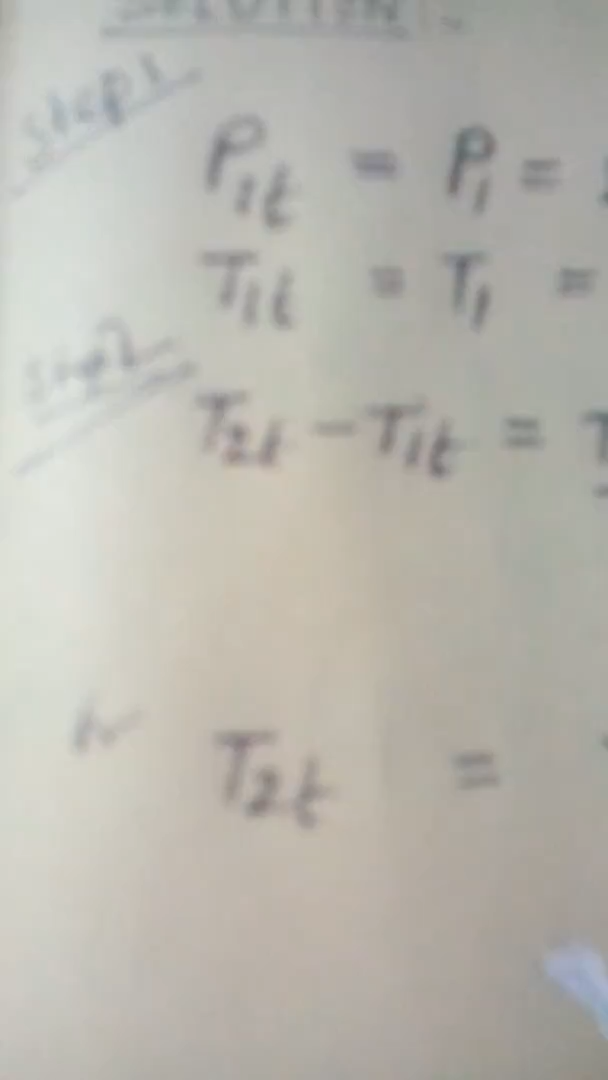 SOLUTION :-
Step 1
P1t = P1 =
T1t = T1 =
Step 2
T2t - T1t =
T2t =